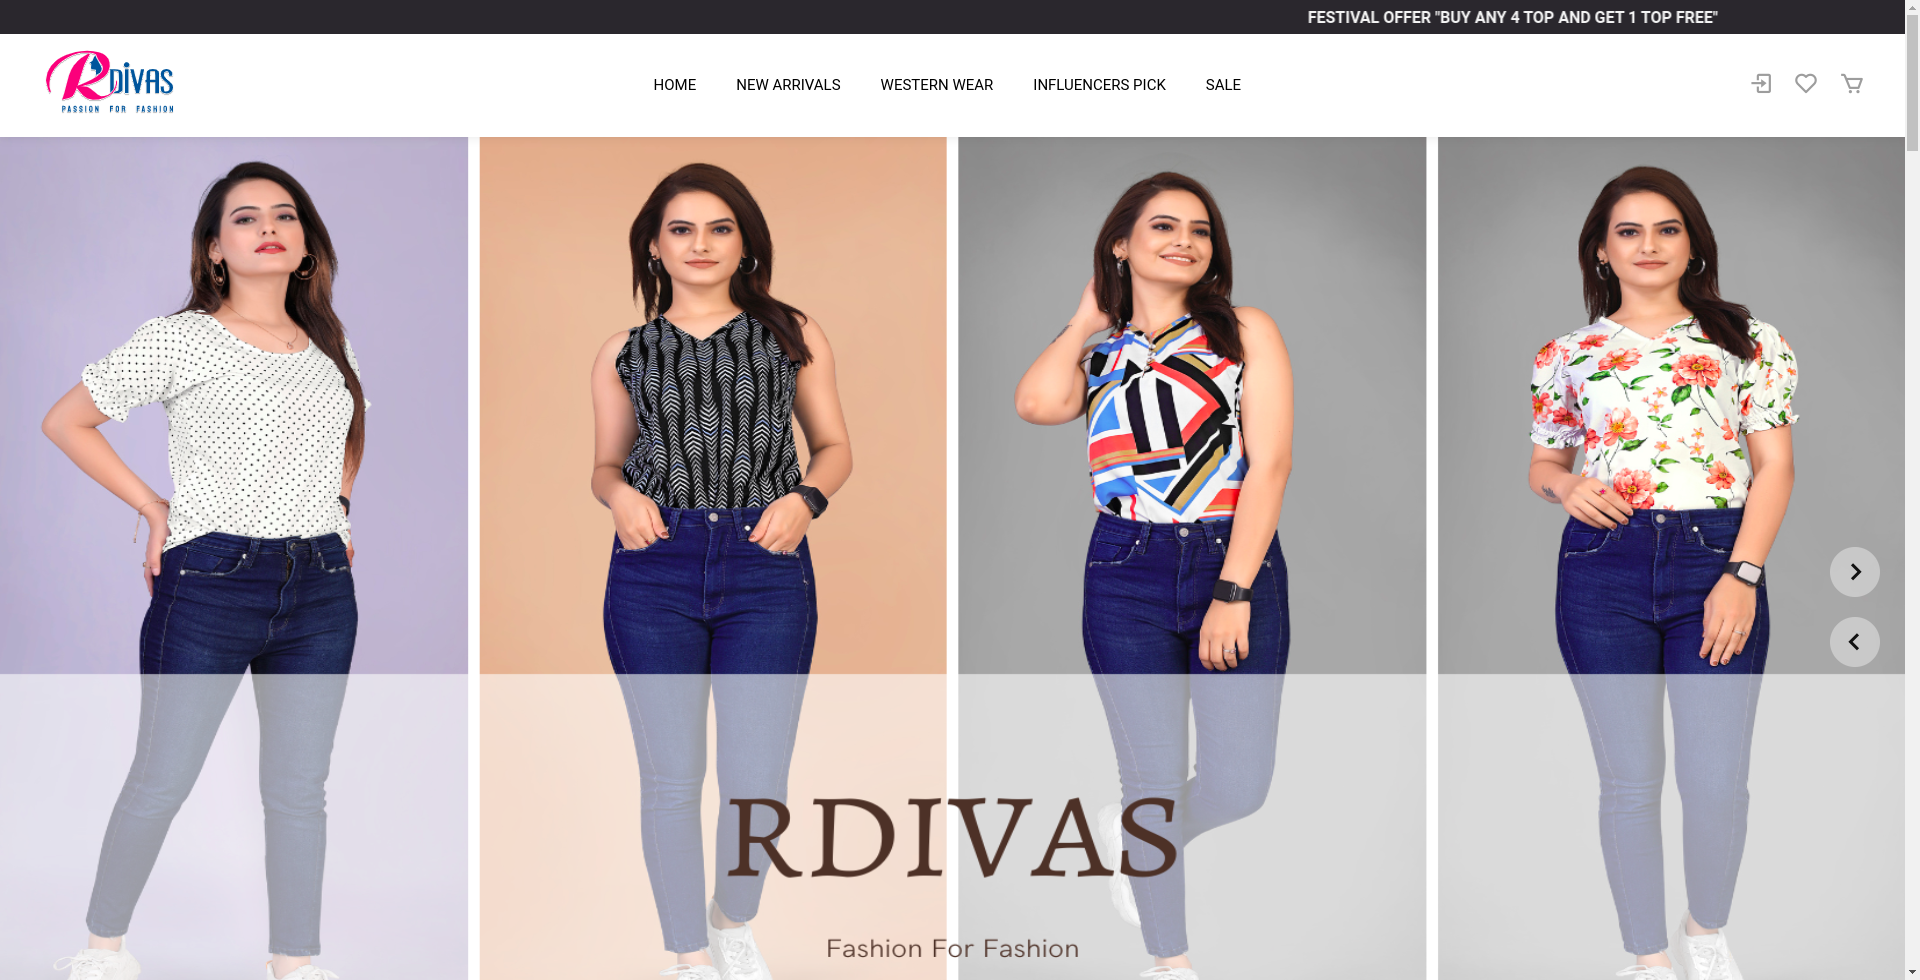 FESTIVAL OFFER "BUY ANY 4 TOP AND GET 1 TOP FREE"
RDIVAS
PASSION FOR FASHION
HOME NEW ARRIVALS WESTERN WEAR INFLUENCERS PICK SALE
RDIVAS
Fashion For Fashion